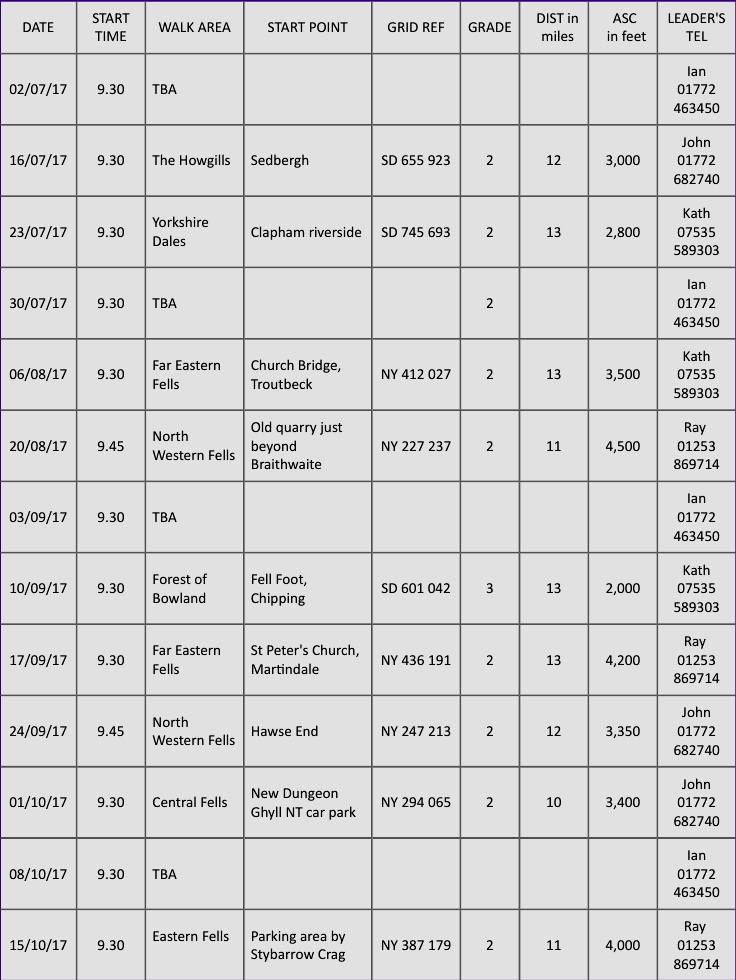 DATE START TIME WALK AREA START POINT GRID REF GRADE DIST in miles ASC in feet LEADER'S TEL
02/07/17 9.30 TBA Ian 01772 463450
16/07/17 9.30 The Howgills Sedbergh SD 655 923 2 12 3,000 John 01772 682740
23/07/17 9.30 Yorkshire Dales Clapham riverside SD 745 693 2 13 2,800 Kath 07535 589303
30/07/17 9.30 TBA 2 Ian 01772 463450
06/08/17 9.30 Far Eastern Fells Church Bridge, Troutbeck NY 412 027 2 13 3,500 Kath 07535 589303
20/08/17 9.45 North Western Fells Old quarry just beyond Braithwaite NY 227 237 2 11 4,500 Ray 01253 869714
03/09/17 9.30 TBA Ian 01772 463450
10/09/17 9.30 Forest of Bowland Fell Foot, Chipping SD 601 042 3 13 2,000 Kath 07535 589303
17/09/17 9.30 Far Eastern Fells St Peter's Church, Martindale NY 436 191 2 13 4,200 Ray 01253 869714
24/09/17 9.45 North Western Fells Hawse End NY 247 213 2 12 3,350 John 01772 682740
01/10/17 9.30 Central Fells New Dungeon Ghyll NT car park NY 294 065 2 10 3,400 John 01772 682740
08/10/17 9.30 TBA Ian 01772 463450
15/10/17 9.30 Eastern Fells Parking area by Stybarrow Crag NY 387 179 2 11 4,000 Ray 01253 869714